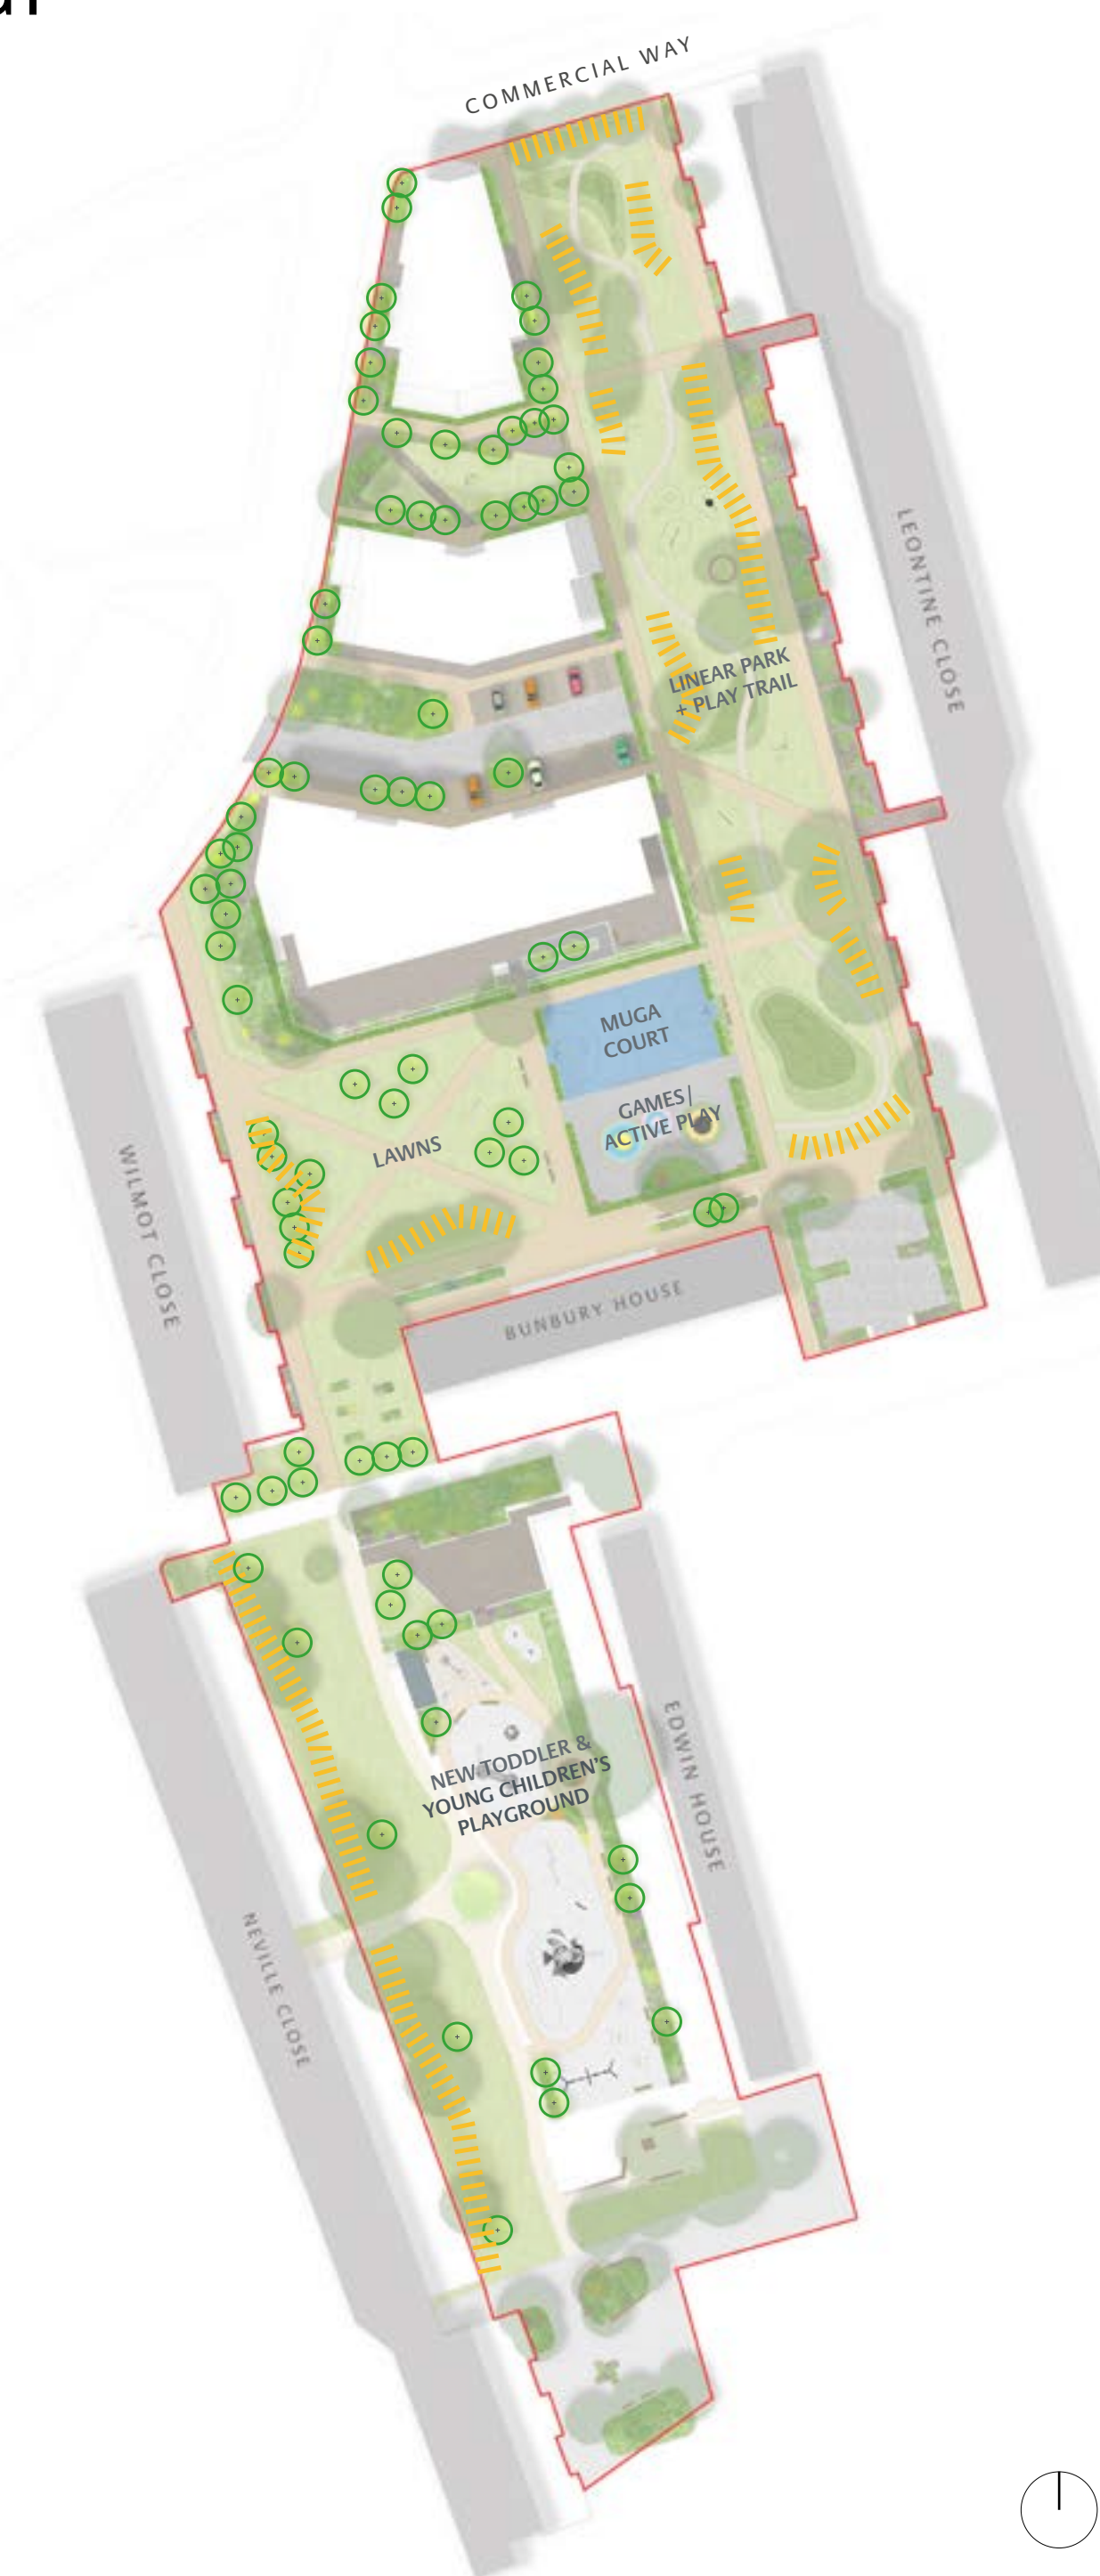 COMMERCIAL WAY
LEONTINE CLOSE
LINEAR PARK
+ PLAY TRAIL
MUGA
COURT
GAMES/
ACTIVE PLAY
LAWNS
WILMOT CLOSE
BUNBURY HOUSE
NEW TODDLER &
YOUNG CHILDREN'S
PLAYGROUND
EDWIN HOUSE
NEVILLE CLOSE